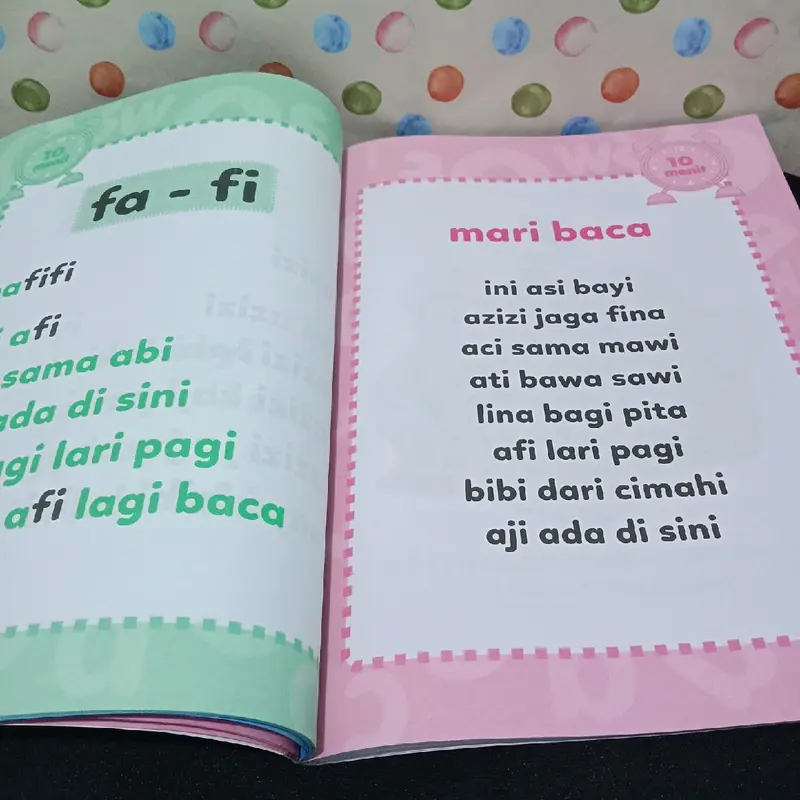 10
menit
fa - fi
afifi
afi
sama abi
ada di sini
lari pagi
afi lagi baca
10
menit
mari baca
ini asi bayi
azizi jaga fina
aci sama mawi
ati bawa sawi
lina bagi pita
afi lari pagi
bibi dari cimahi
aji ada di sini